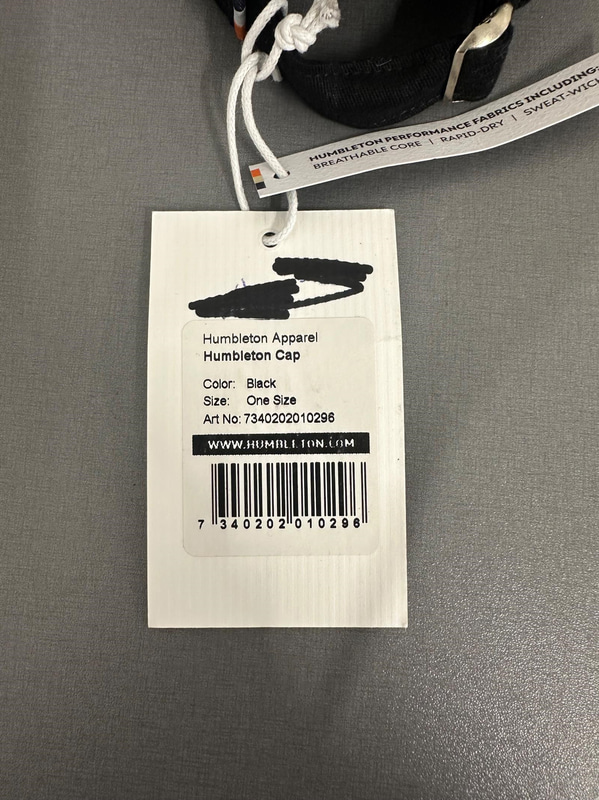 HUMBLETON PERFORMANCE FABRICS INCLUDING:
BREATHABLE CORE | RAPID-DRY | SWEAT-WICK
Humbleton Apparel
Humbleton Cap
Color: Black
Size: One Size
Art No: 7340202010296
WWW.HUMBLETON.COM
7 340202 010296